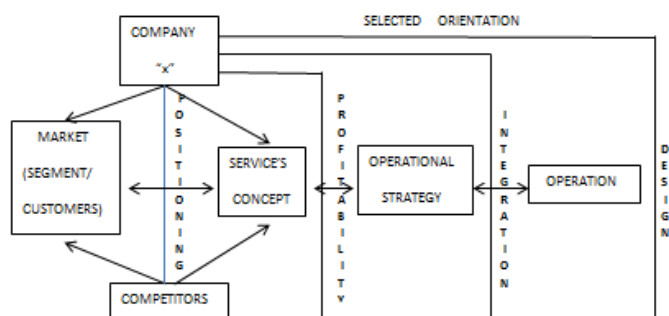 SELECTED ORIENTATION
COMPANY
"x"
POSITIONING
PROFITABILITY
INTEGRATION
DESIGN
MARKET
(SEGMENT/
CUSTOMERS)
SERVICE'S
CONCEPT
OPERATIONAL
STRATEGY
OPERATION
COMPETITORS